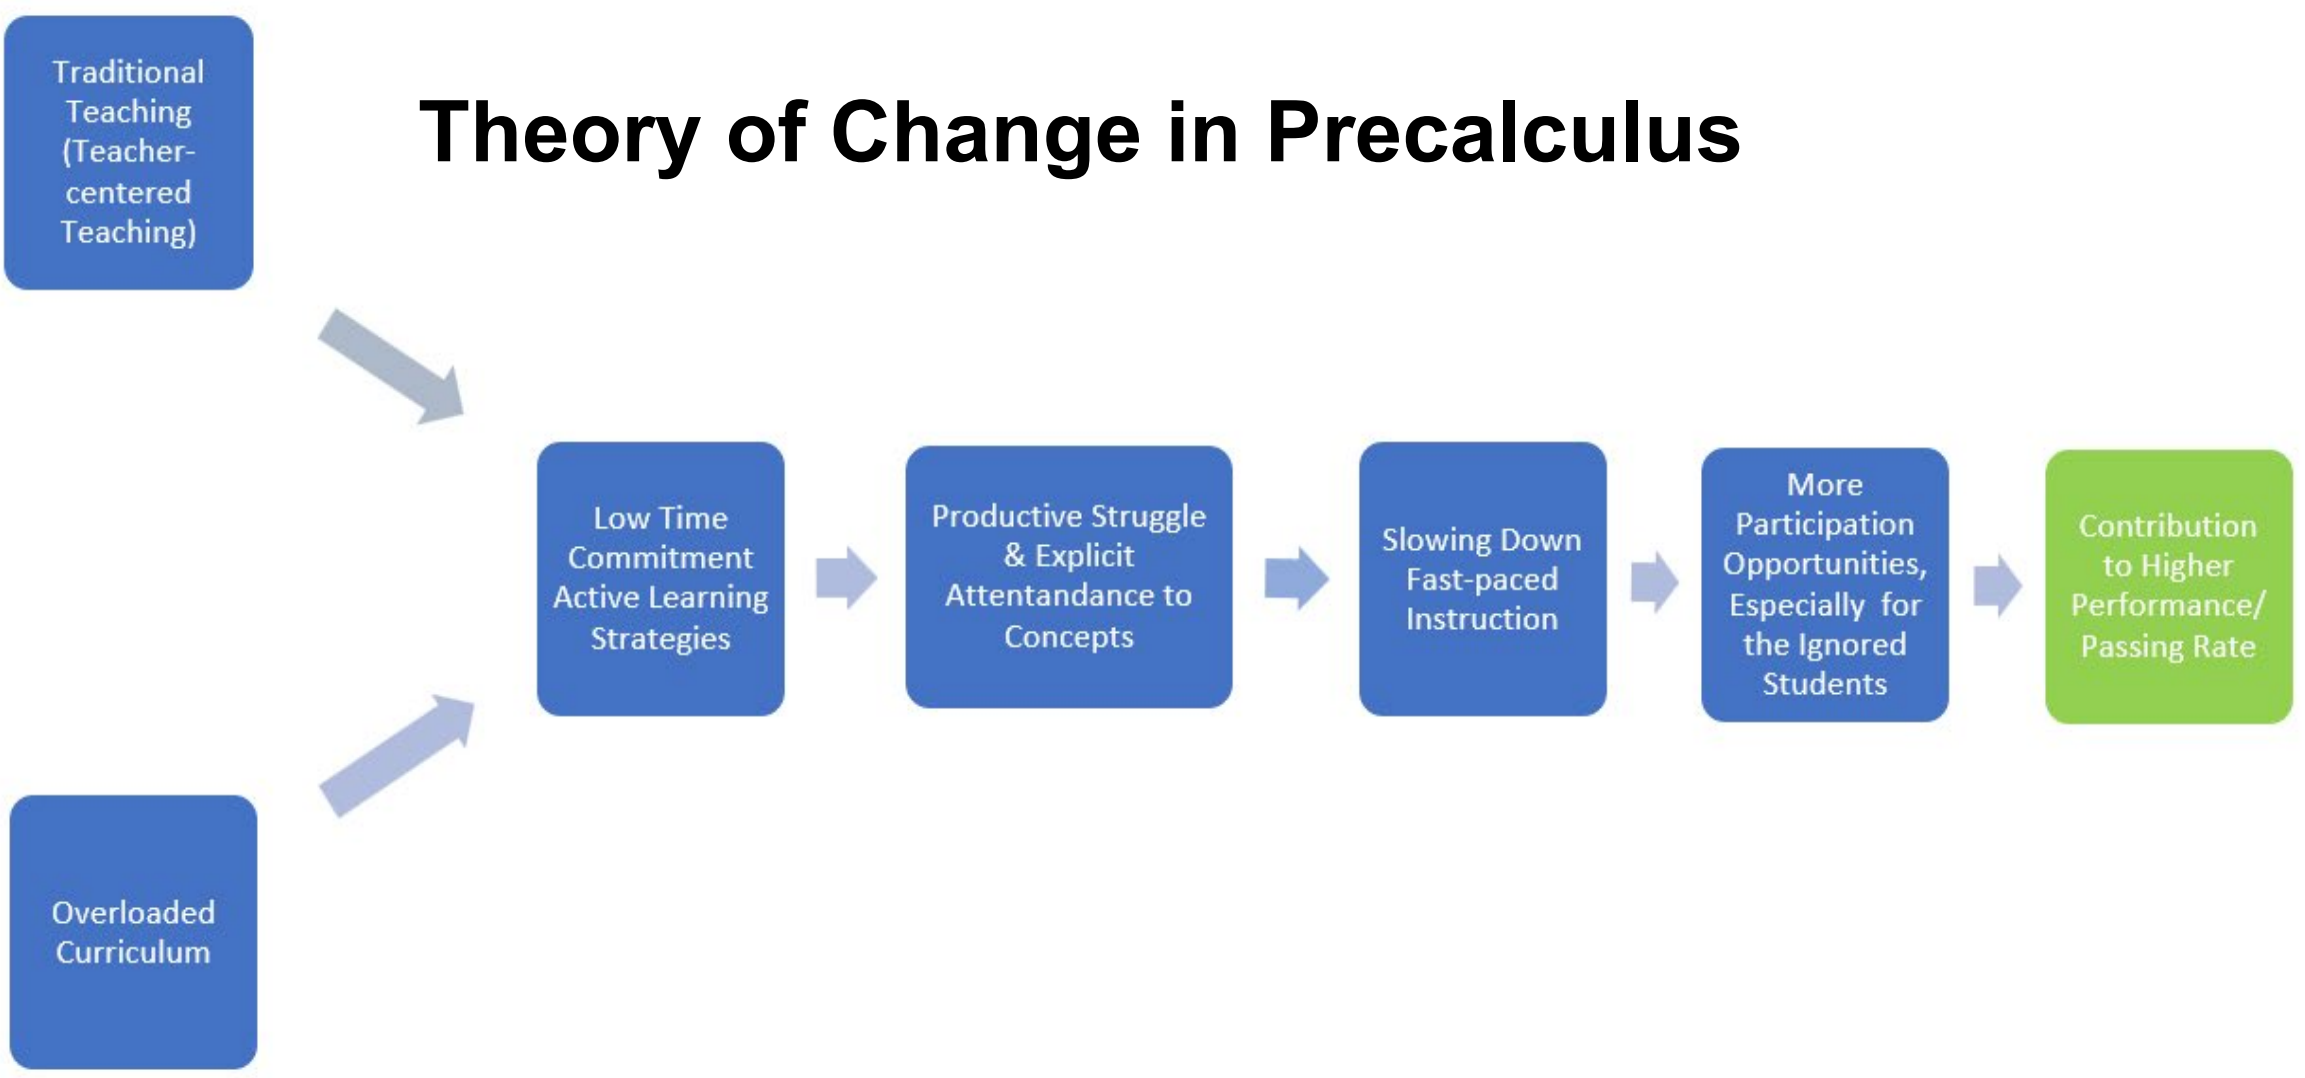 Theory of Change in Precalculus
Traditional
Teaching
(Teacher-
centered
Teaching)
Overloaded
Curriculum
Low Time
Commitment
Active Learning
Strategies
Productive Struggle
& Explicit
Attentandance to
Concepts
Slowing Down
Fast-paced
Instruction
More
Participation
Opportunities,
Especially for
the Ignored
Students
Contribution
to Higher
Performance/
Passing Rate